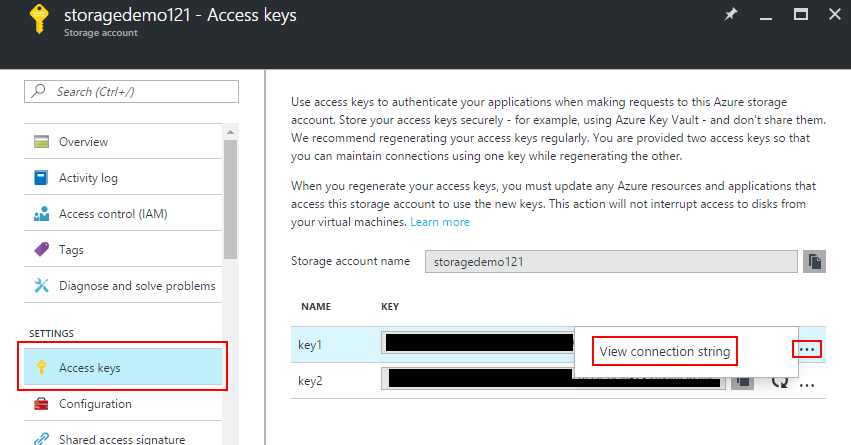 storagedemo121 - Access keys
Storage account
Search (Ctrl+/)
Overview
Activity log
Access control (IAM)
Tags
Diagnose and solve problems
SETTINGS
Access keys
Configuration
Shared access signature
Use access keys to authenticate your applications when making requests to this Azure storage
account. Store your access keys securely - for example, using Azure Key Vault - and don't share them.
We recommend regenerating your access keys regularly. You are provided two access keys so that
you can maintain connections using one key while regenerating the other.
When you regenerate your access keys, you must update any Azure resources and applications that
access this storage account to use the new keys. This action will not interrupt access to disks from
your virtual machines. Learn more
Storage account name storagedemo121
NAME KEY
key1 View connection string ...
key2 ...